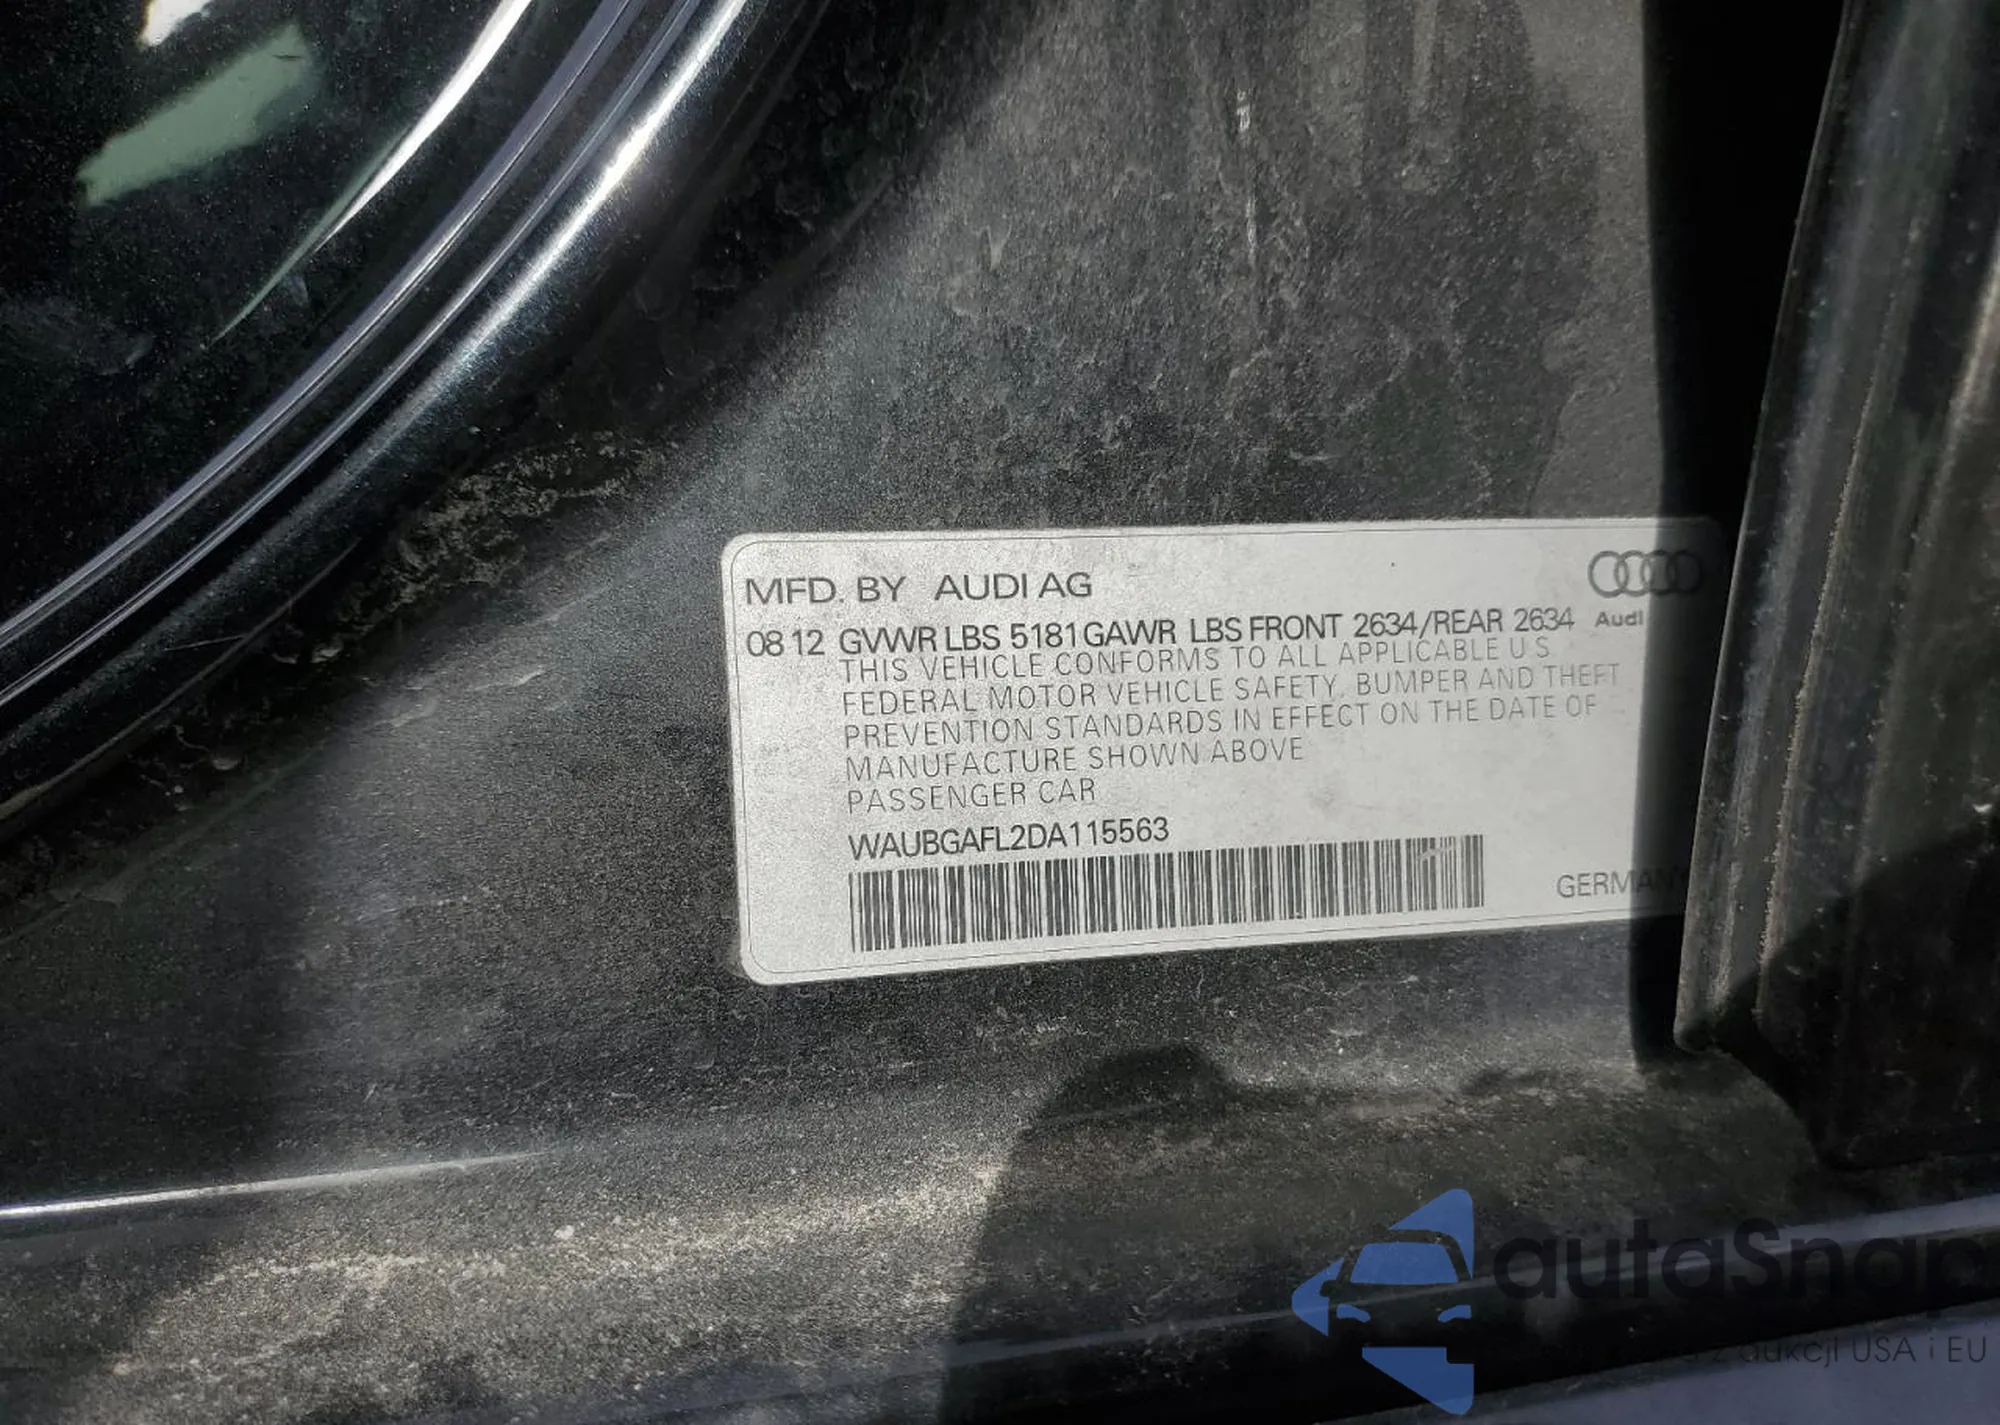 MFD. BY AUDI AG
08 12 GVWR LBS 5181 GAWR LBS FRONT 2634/REAR 2634 Audi
THIS VEHICLE CONFORMS TO ALL APPLICABLE U S
FEDERAL MOTOR VEHICLE SAFETY, BUMPER AND THEFT
PREVENTION STANDARDS IN EFFECT ON THE DATE OF
MANUFACTURE SHOWN ABOVE
PASSENGER CAR
WAUBGAFL2DA115563
GERMANY
autaSnap
z aukcji USA i EU